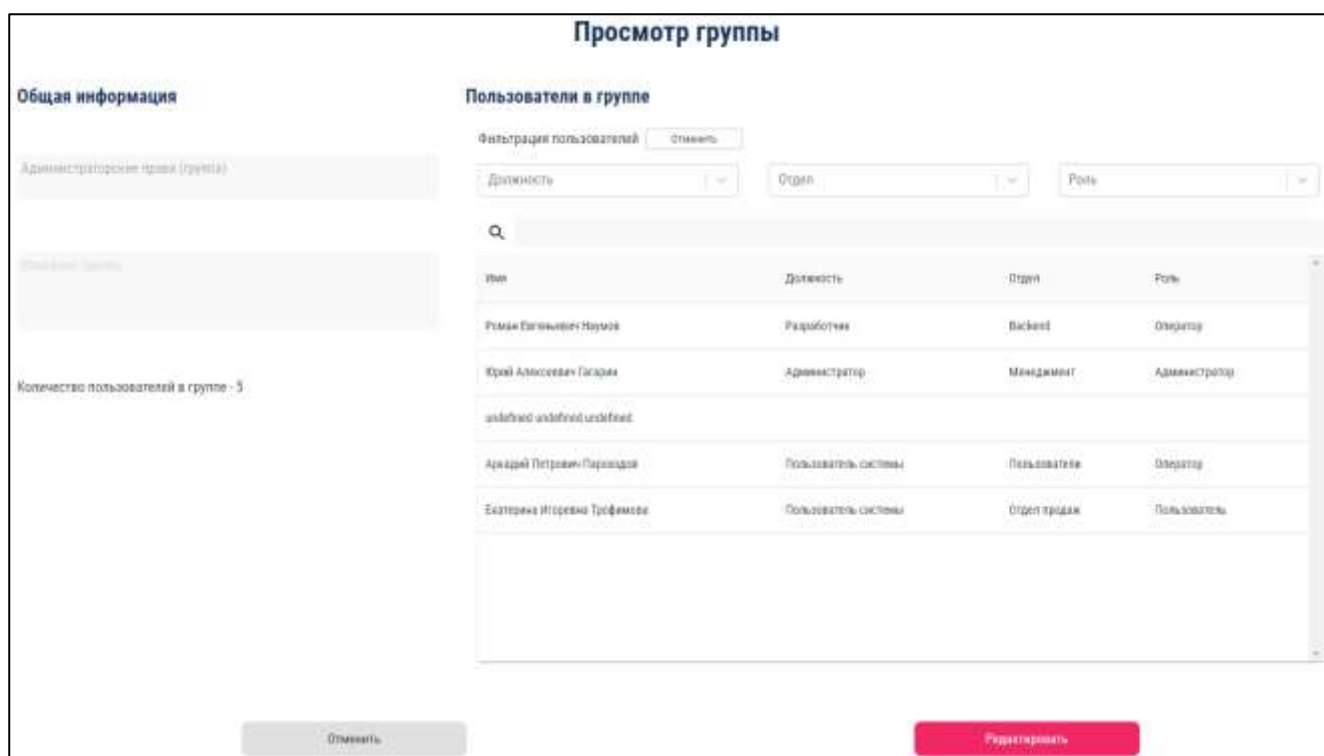 Просмотр группы
Общая информация
Пользователи в группе
Фильтрация пользователей Отменить
Администраторские права (группа)
Должность Отдел Роль
Описание группы
Имя Должность Отдел Роль
Роман Евгеньевич Наумов Разработчик Backend Оператор
Юрий Алексеевич Гагарин Администратор Менеджмент Администратор
Количество пользователей в группе - 5
undefined undefined undefined
Аркадий Петрович Пароходов Пользователь системы Пользователи Оператор
Екатерина Игоревна Трофимова Пользователь системы Отдел продаж Пользователь
Отменить Редактировать